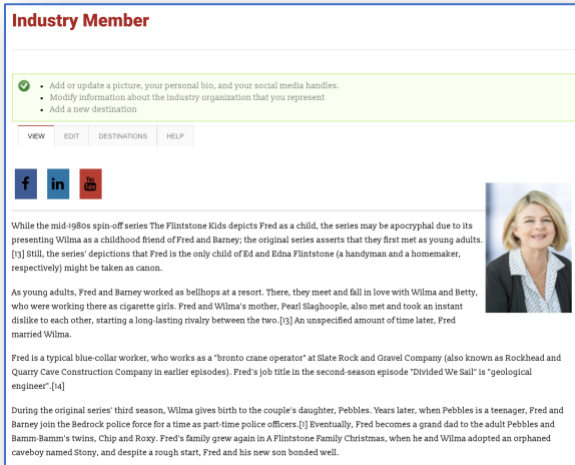 Industry Member
Add or update a picture, your personal bio, and your social media handles.
Modify information about the industry organization that you represent
Add a new destination
VIEW EDIT DESTINATIONS HELP
f in You Tube
While the mid-1980s spin-off series The Flintstone Kids depicts Fred as a child, the series may be apocryphal due to its
presenting Wilma as a childhood friend of Fred and Barney; the original series asserts that they first met as young adults.
[13] Still, the series' depictions that Fred is the only child of Ed and Edna Flintstone (a handyman and a homemaker,
respectively) might be taken as canon.
As young adults, Fred and Barney worked as bellhops at a resort. There, they meet and fall in love with Wilma and Betty,
who were working there as cigarette girls. Fred and Wilma's mother, Pearl Slaghoople, also met and took an instant
dislike to each other, starting a long-lasting rivalry between the two.[13] An unspecified amount of time later, Fred
married Wilma.
Fred is a typical blue-collar worker, who works as a "bronto crane operator" at Slate Rock and Gravel Company (also known as Rockhead and
Quarry Cave Construction Company in earlier episodes). Fred's job title in the second-season episode "Divided We Sail" is "geological
engineer".[14]
During the original series' third season, Wilma gives birth to the couple's daughter, Pebbles. Years later, when Pebbles is a teenager, Fred and
Barney join the Bedrock police force for a time as part-time police officers.[1] Eventually, Fred becomes a grand dad to the adult Pebbles and
Bamm-Bamm's twins, Chip and Roxy. Fred's family grew again in A Flintstone Family Christmas, when he and Wilma adopted an orphaned
caveboy named Stony, and despite a rough start, Fred and his new son bonded well.